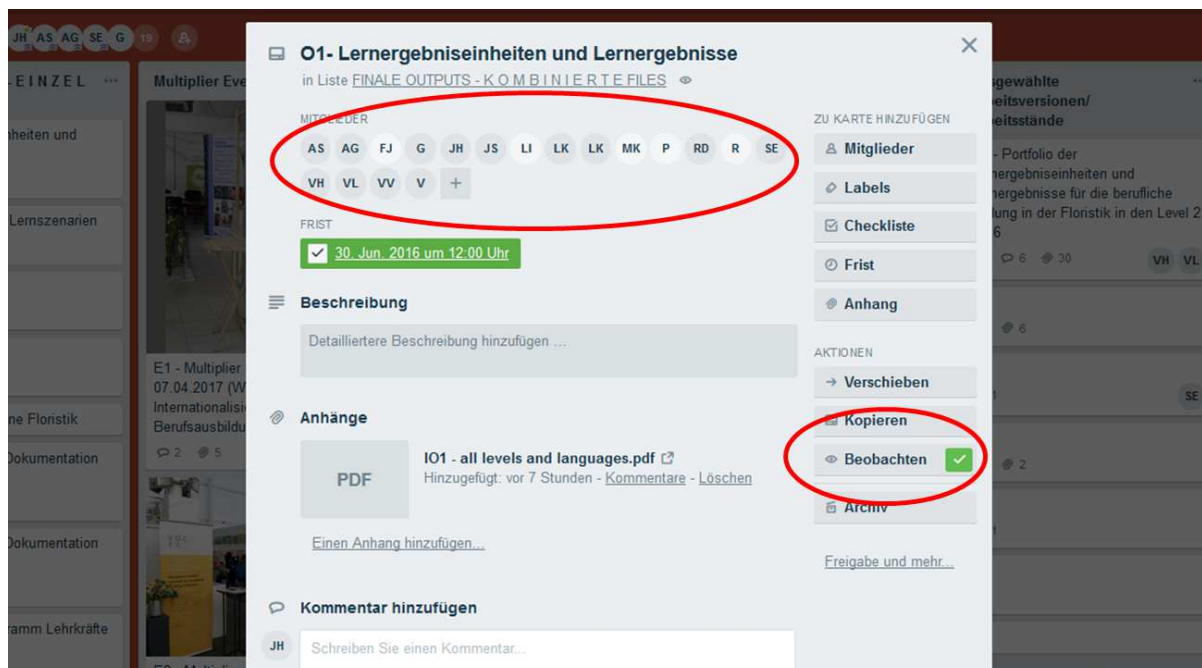 JH AS AG SE G 19
-EINZEL ...
nheiten und
Lernszenarien
ne Floristik
Dokumentation
Dokumentation
ramm Lehrkräfte
Multiplier Eve
E1 - Multiplier
07.04.2017 (W
Internationalisi
Berufsausbildu
2 5
O1- Lernergebniseinheiten und Lernergebnisse
in Liste FINALE OUTPUTS - K O M B I N I E R T E FILES
MITGLIEDER
AS AG FJ G JH JS LI LK LK MK P RD R SE
VH VL VV V +
FRIST
30. Jun. 2016 um 12:00 Uhr
Beschreibung
Detailliertere Beschreibung hinzufügen ...
Anhänge
PDF
IO1 - all levels and languages.pdf
Hinzugefügt: vor 7 Stunden - Kommentare - Löschen
Einen Anhang hinzufügen...
Kommentar hinzufügen
JH
Schreiben Sie einen Kommentar...
ZU KARTE HINZUFÜGEN
Mitglieder
Labels
Checkliste
Frist
Anhang
AKTIONEN
Verschieben
Kopieren
Beobachten
Archiv
Freigabe und mehr...
sgewählte
eitsversionen/
eitsstände
- Portfolio der
nergebniseinheiten und
nergebnisse für die berufliche
lung in der Floristik in den Level 2
6
6 30 VH VL
6
SE
2